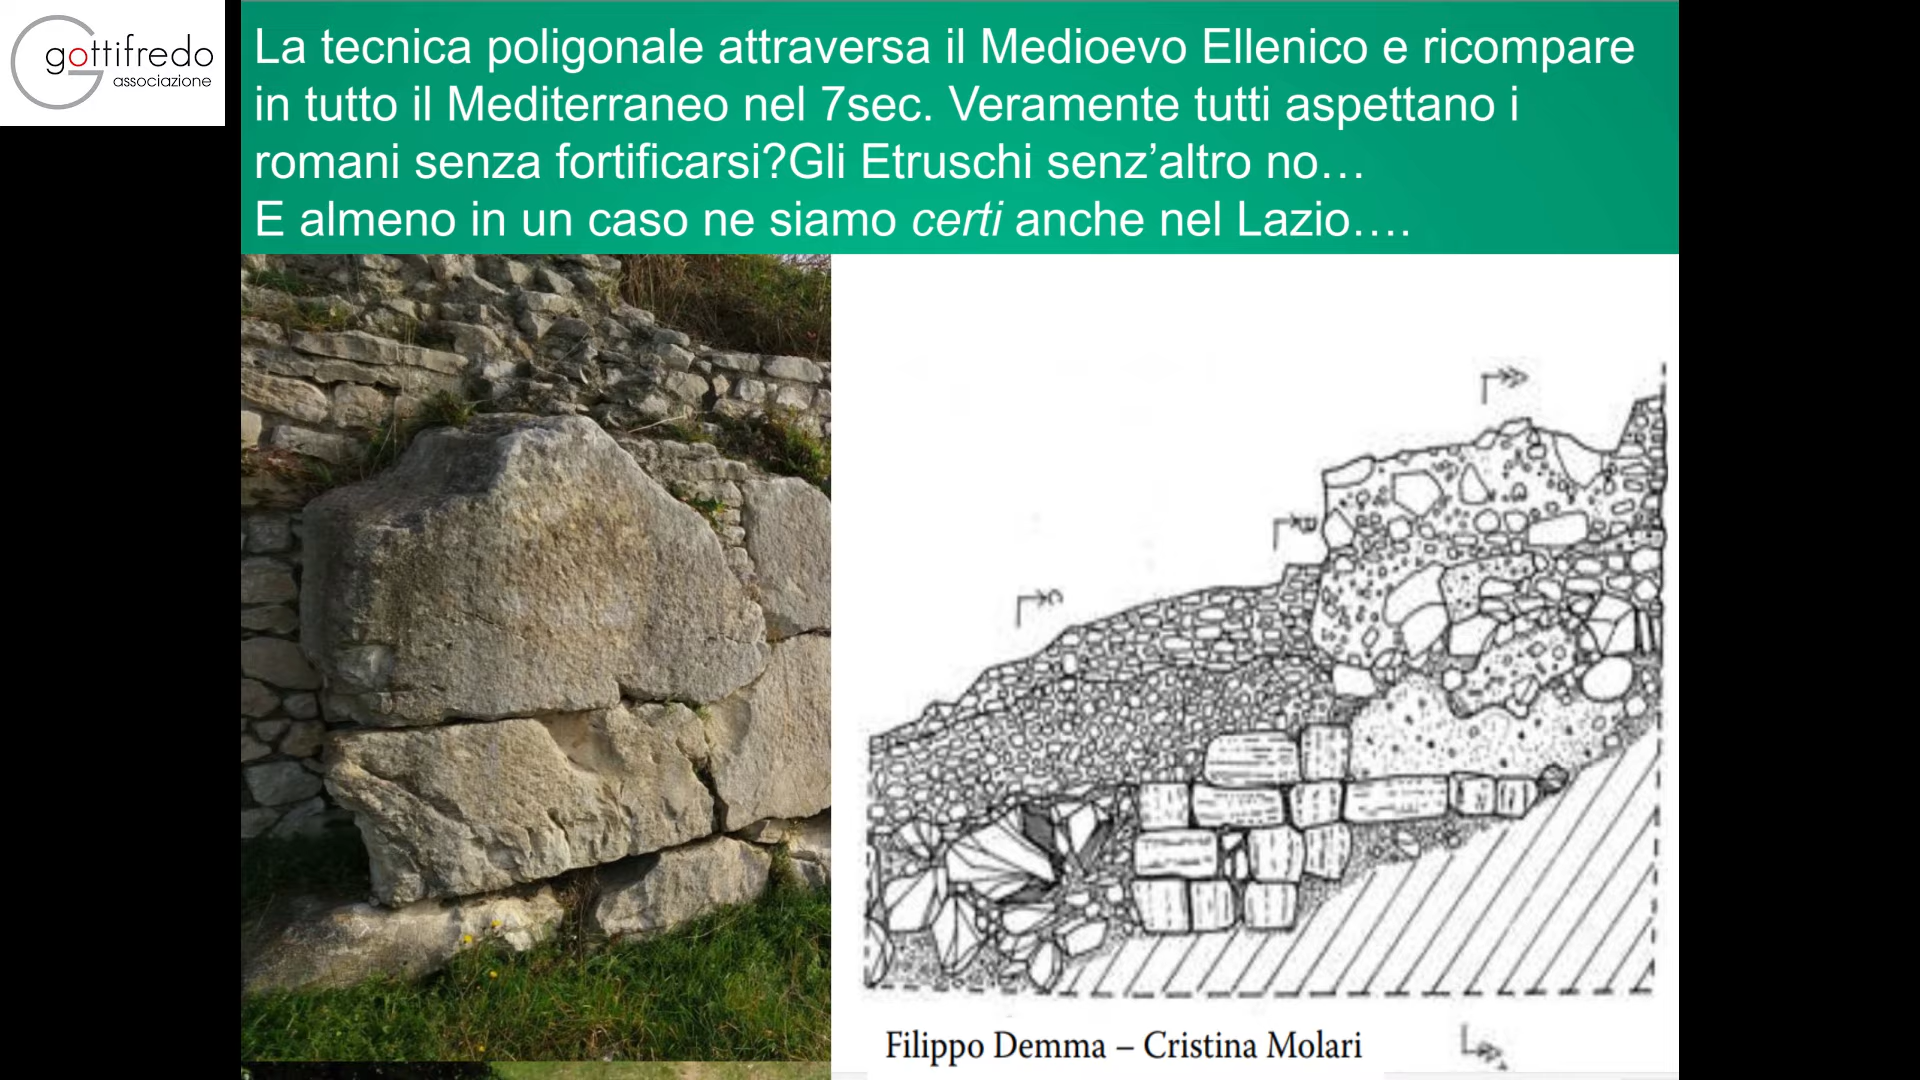 gottifredo
associazione
La tecnica poligonale attraversa il Medioevo Ellenico e ricompare
in tutto il Mediterraneo nel 7sec. Veramente tutti aspettano i
romani senza fortificarsi?Gli Etruschi senz’altro no…
E almeno in un caso ne siamo certi anche nel Lazio….
Filippo Demma – Cristina Molari